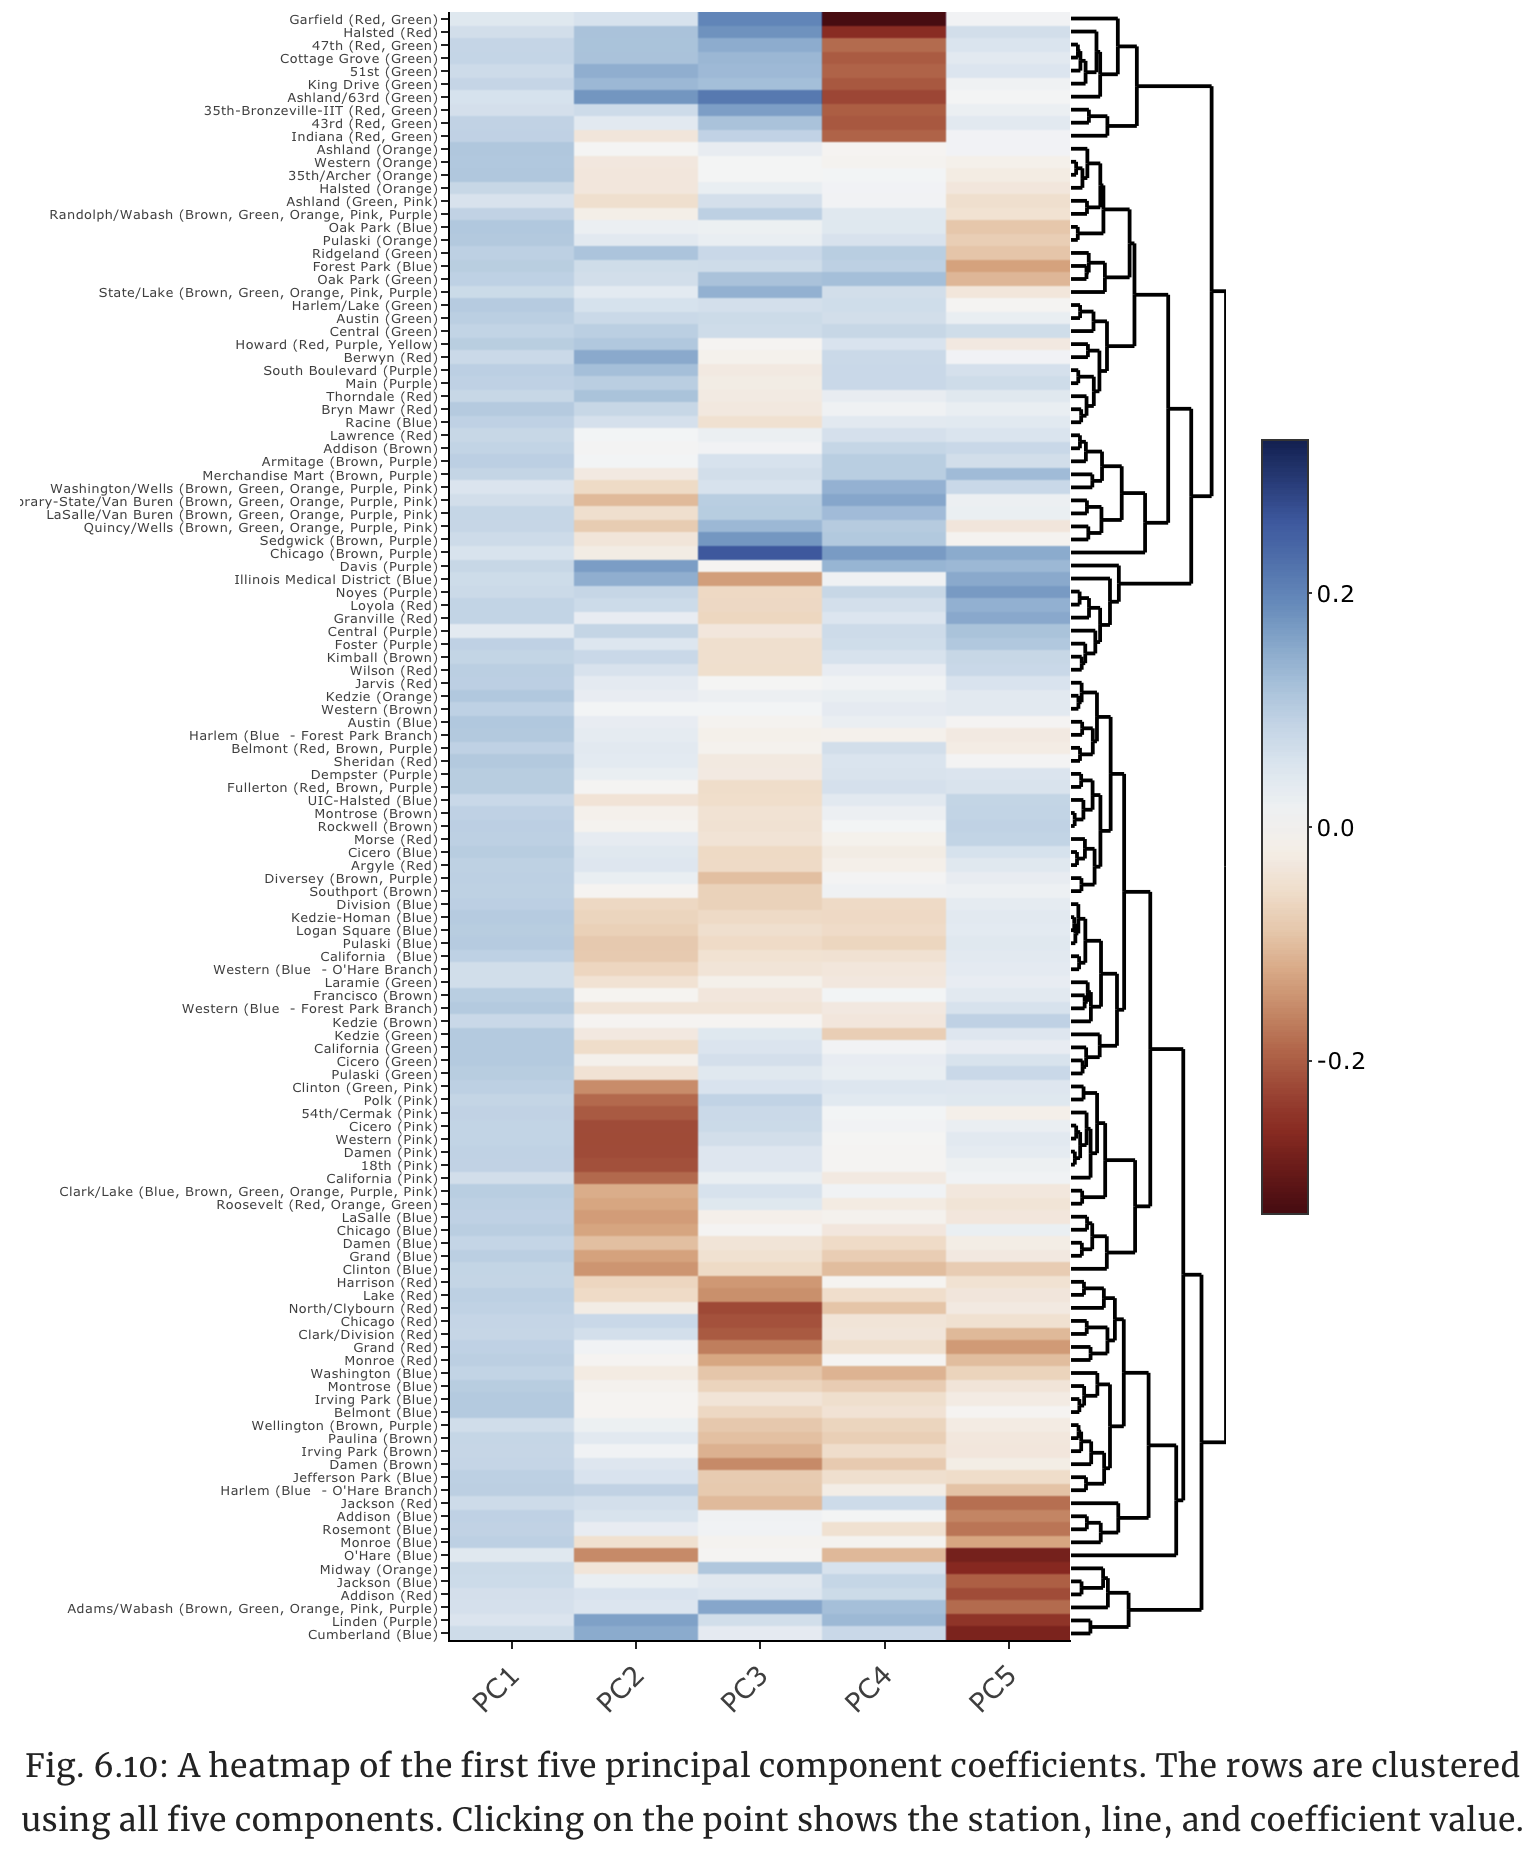 Garfield (Red, Green)
Halsted (Red)
47th (Red, Green)
Cottage Grove (Green)
51st (Green)
King Drive (Green)
Ashland/63rd (Green)
35th-Bronzeville-IIT (Red, Green)
43rd (Red, Green)
Indiana (Red, Green)
Ashland (Orange)
Western (Orange)
35th/Archer (Orange)
Halsted (Orange)
Ashland (Green, Pink)
Randolph/Wabash (Brown, Green, Orange, Pink, Purple)
Oak Park (Blue)
Pulaski (Orange)
Ridgeland (Green)
Forest Park (Blue)
Oak Park (Green)
State/Lake (Brown, Green, Orange, Pink, Purple)
Harlem/Lake (Green)
Austin (Green)
Central (Green)
Howard (Red, Purple, Yellow)
Berwyn (Red)
South Boulevard (Purple)
Main (Purple)
Thorndale (Red)
Bryn Mawr (Red)
Racine (Blue)
Lawrence (Red)
Addison (Brown)
Armitage (Brown, Purple)
Merchandise Mart (Brown, Purple)
Washington/Wells (Brown, Green, Orange, Purple, Pink)
rary-State/Van Buren (Brown, Green, Orange, Purple, Pink)
LaSalle/Van Buren (Brown, Green, Orange, Purple, Pink)
Quincy/Wells (Brown, Green, Orange, Purple, Pink)
Sedgwick (Brown, Purple)
Chicago (Brown, Purple)
Davis (Purple)
Illinois Medical District (Blue)
Noyes (Purple)
Loyola (Red)
Granville (Red)
Central (Purple)
Foster (Purple)
Kimball (Brown)
Wilson (Red)
Jarvis (Red)
Kedzie (Orange)
Western (Brown)
Austin (Blue)
Harlem (Blue  - Forest Park Branch)
Belmont (Red, Brown, Purple)
Sheridan (Red)
Dempster (Purple)
Fullerton (Red, Brown, Purple)
UIC-Halsted (Blue)
Montrose (Brown)
Rockwell (Brown)
Morse (Red)
Cicero (Blue)
Argyle (Red)
Diversey (Brown, Purple)
Southport (Brown)
Division (Blue)
Kedzie-Homan (Blue)
Logan Square (Blue)
Pulaski (Blue)
California  (Blue)
Western (Blue  - O'Hare Branch)
Laramie (Green)
Francisco (Brown)
Western (Blue  - Forest Park Branch)
Kedzie (Brown)
Kedzie (Green)
California (Green)
Cicero (Green)
Pulaski (Green)
Clinton (Green, Pink)
Polk (Pink)
54th/Cermak (Pink)
Cicero (Pink)
Western (Pink)
Damen (Pink)
18th (Pink)
California (Pink)
Clark/Lake (Blue, Brown, Green, Orange, Purple, Pink)
Roosevelt (Red, Orange, Green)
LaSalle (Blue)
Chicago (Blue)
Damen (Blue)
Grand (Blue)
Clinton (Blue)
Harrison (Red)
Lake (Red)
North/Clybourn (Red)
Chicago (Red)
Clark/Division (Red)
Grand (Red)
Monroe (Red)
Washington (Blue)
Montrose (Blue)
Irving Park (Blue)
Belmont (Blue)
Wellington (Brown, Purple)
Paulina (Brown)
Irving Park (Brown)
Damen (Brown)
Jefferson Park (Blue)
Harlem (Blue  - O'Hare Branch)
Jackson (Red)
Addison (Blue)
Rosemont (Blue)
Monroe (Blue)
O'Hare (Blue)
Midway (Orange)
Jackson (Blue)
Addison (Red)
Adams/Wabash (Brown, Green, Orange, Pink, Purple)
Linden (Purple)
Cumberland (Blue)
PC1
PC2
PC3
PC4
PC5
0.2
0.0
-0.2
Fig. 6.10: A heatmap of the first five principal component coefficients. The rows are clustered
using all five components. Clicking on the point shows the station, line, and coefficient value.